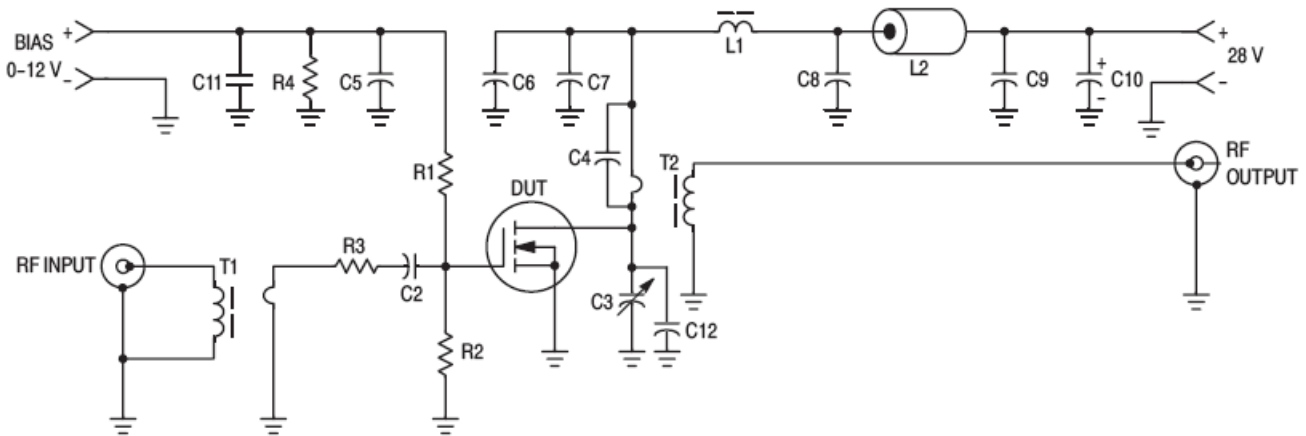 BIAS
0–12 V
+
–
C11
R4
C5
C6
C7
L1
C8
L2
C9
C10
+
–
+
28 V
–
R1
C4
T2
DUT
RF
OUTPUT
RF INPUT
T1
R3
C2
C3
C12
R2